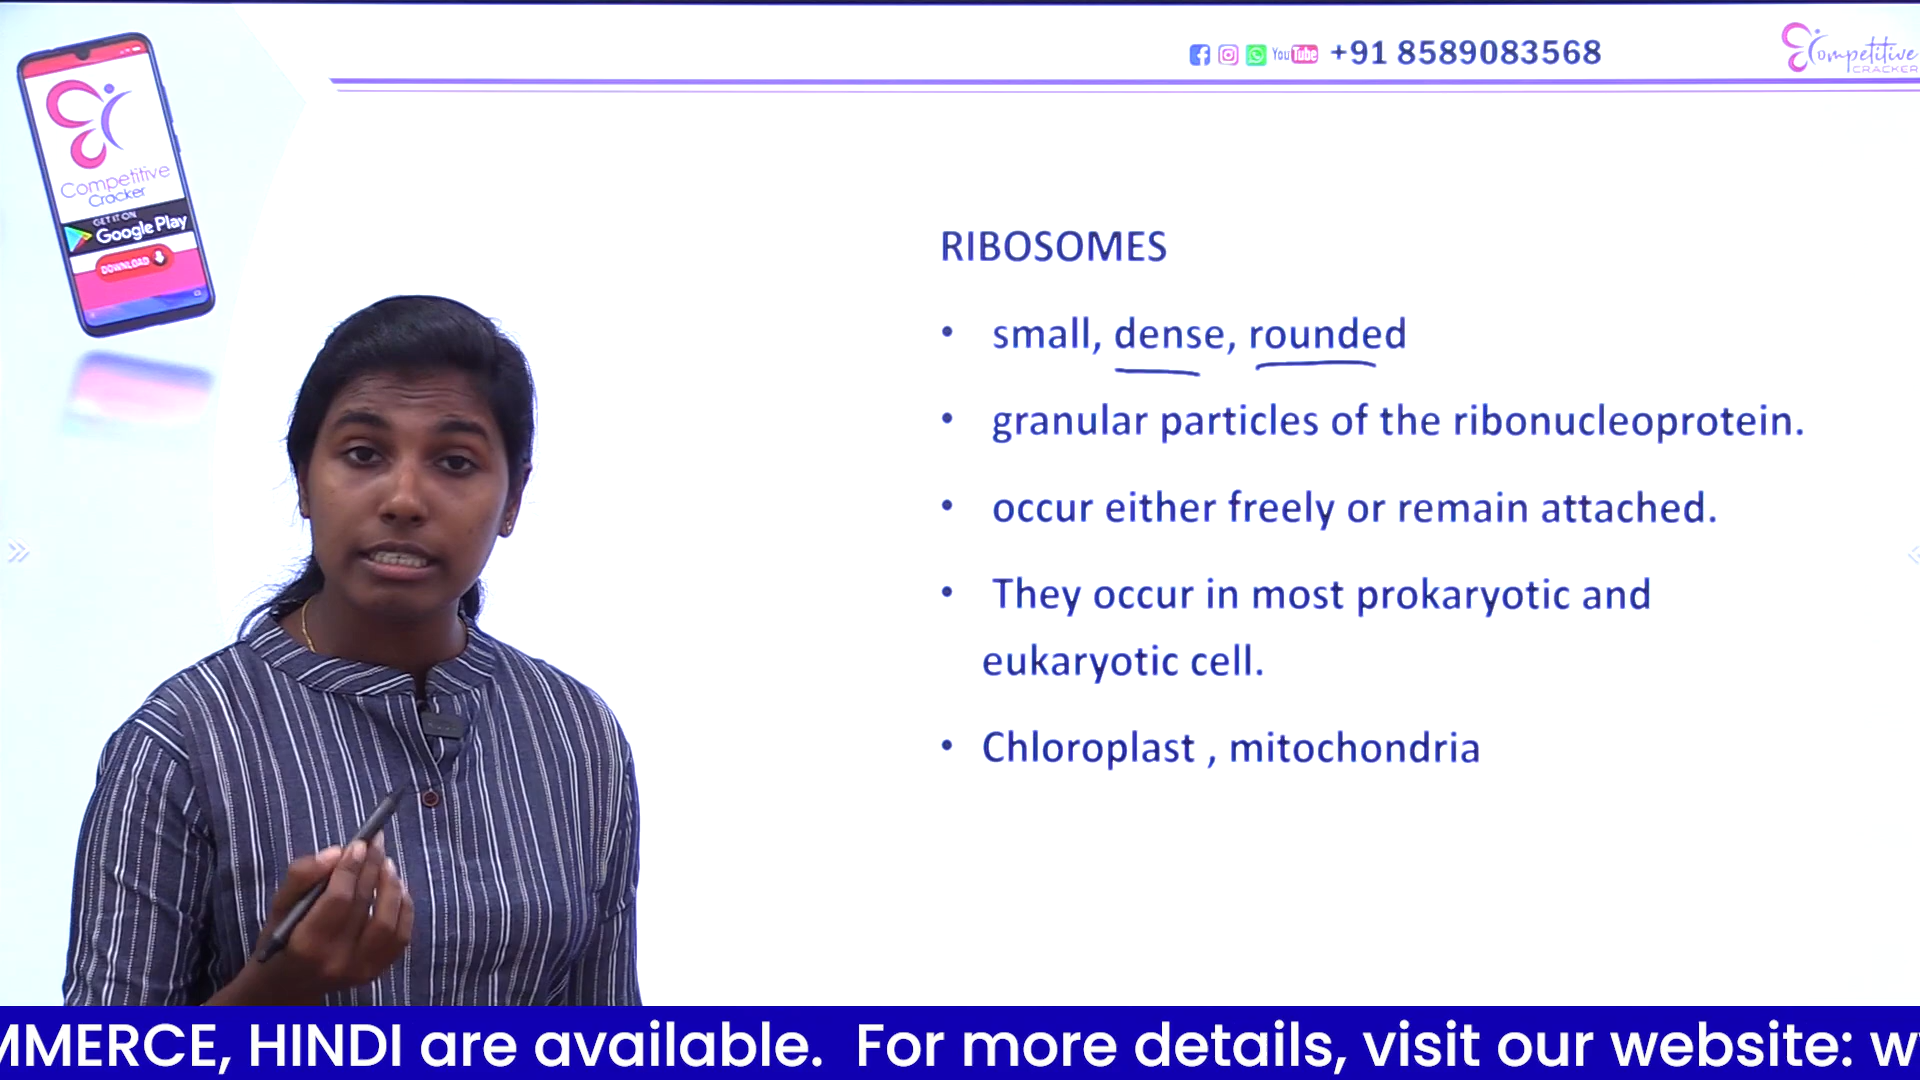 You Tube +91 8589083568
Competitive
CRACKER
Competitive
Cracker
GET IT ON
Google Play
DOWNLOAD
RIBOSOMES
• small, dense, rounded
• granular particles of the ribonucleoprotein.
• occur either freely or remain attached.
• They occur in most prokaryotic and
eukaryotic cell.
• Chloroplast , mitochondria
MMERCE, HINDI are available. For more details, visit our website: